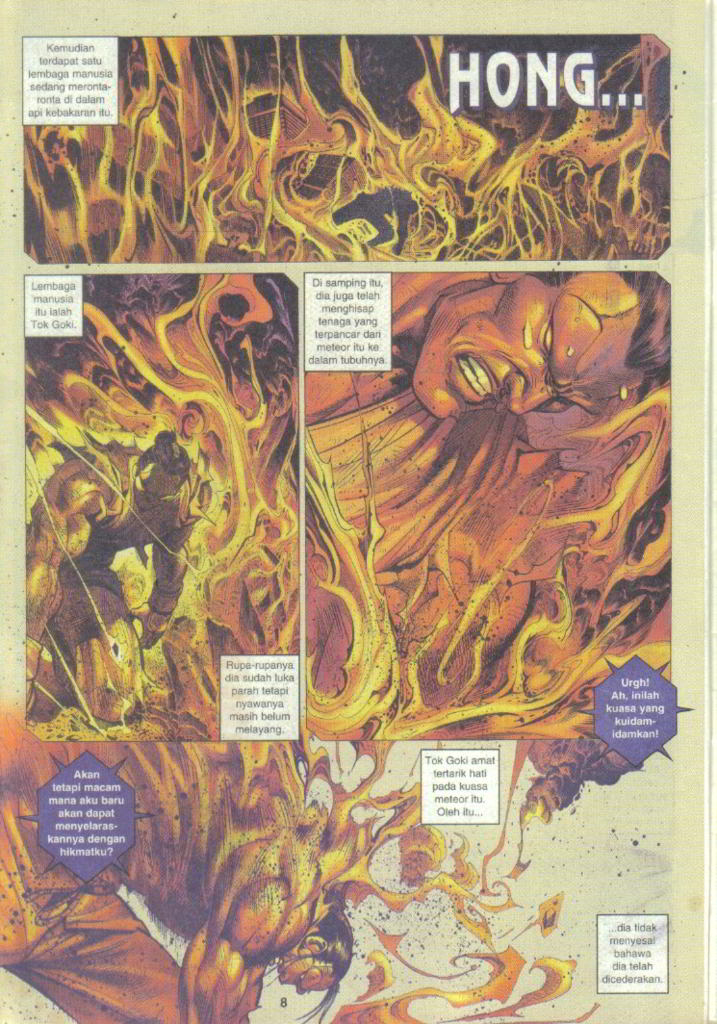 Kemudian
terdapat satu
lembaga manusia
sedang meronta-
ronta di dalam
api kebakaran itu.
HONG...
Lembaga
manusia
itu ialah
Tok Goki.
Di samping itu,
dia juga telah
menghisap
tenaga yang
terpancar dari
meteor itu ke
dalam tubuhnya.
Rupa-rupanya
dia sudah luka
parah tetapi
nyawanya
masih belum
melayang.
Urgh!
Ah, inilah
kuasa yang
kuidam-
idamkan!
Akan
tetapi macam
mana aku baru
akan dapat
menyelaras-
kannya dengan
hikmatku?
Tok Goki amat
tertarik hati
pada kuasa
meteor itu.
Oleh itu...
...dia tidak
menyesal
bahawa
dia telah
dicederakan.
8